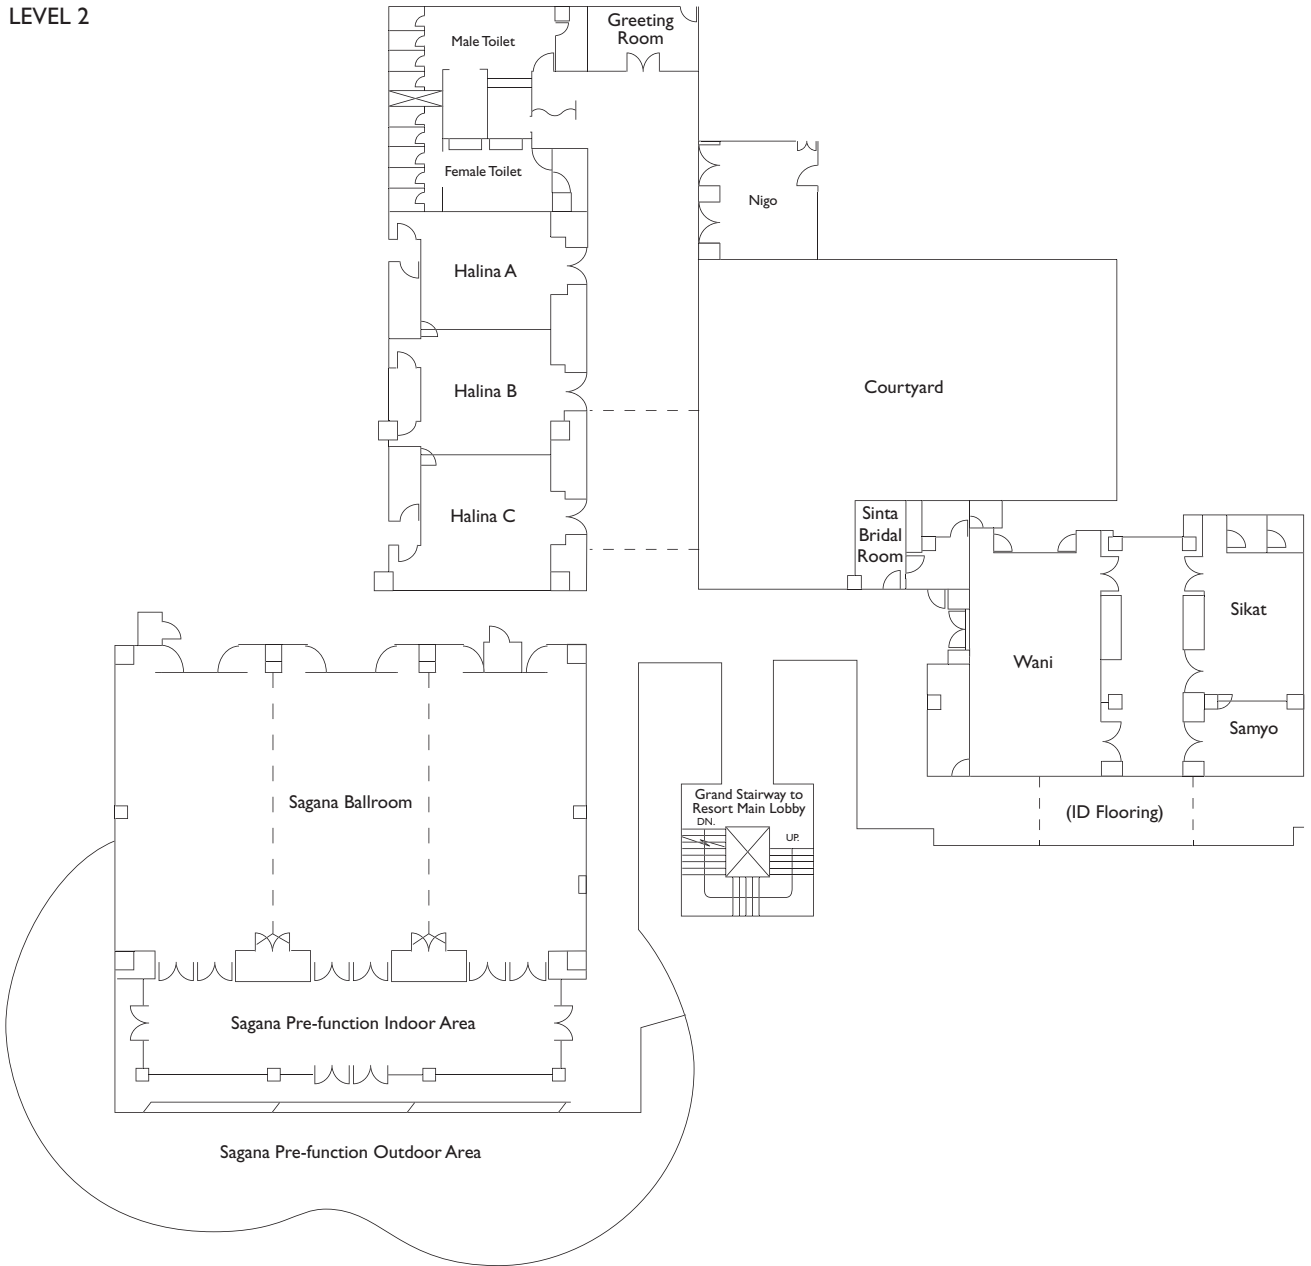 LEVEL 2
Greeting
Room
Male Toilet
Female Toilet
Nigo
Halina A
Halina B
Courtyard
Halina C
Sinta
Bridal
Room
Sikat
Wani
Samyo
Sagana Ballroom
Grand Stairway to
Resort Main Lobby
DN.
UP.
(ID Flooring)
Sagana Pre-function Indoor Area
Sagana Pre-function Outdoor Area